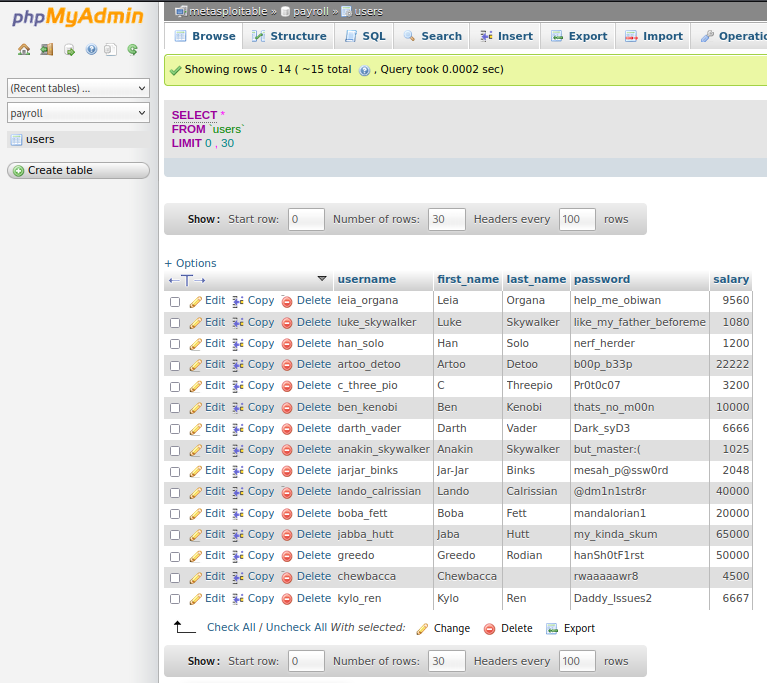 phpMyAdmin
metasploitable » payroll » users
Browse Structure SQL Search Insert Export Import Operatio
(Recent tables) ...
payroll
users
Create table
Showing rows 0 - 14 ( ~15 total , Query took 0.0002 sec)
SELECT *
FROM `users`
LIMIT 0 , 30
Show: Start row: 0 Number of rows: 30 Headers every 100 rows
+ Options
←T→ username first_name last_name password salary
Edit Copy Delete leia_organa Leia Organa help_me_obiwan 9560
Edit Copy Delete luke_skywalker Luke Skywalker like_my_father_beforeme 1080
Edit Copy Delete han_solo Han Solo nerf_herder 1200
Edit Copy Delete artoo_detoo Artoo Detoo b00p_b33p 22222
Edit Copy Delete c_three_pio C Threepio Pr0t0c07 3200
Edit Copy Delete ben_kenobi Ben Kenobi thats_no_m00n 10000
Edit Copy Delete darth_vader Darth Vader Dark_syD3 6666
Edit Copy Delete anakin_skywalker Anakin Skywalker but_master:( 1025
Edit Copy Delete jarjar_binks Jar-Jar Binks mesah_p@ssw0rd 2048
Edit Copy Delete lando_calrissian Lando Calrissian @dm1n1str8r 40000
Edit Copy Delete boba_fett Boba Fett mandalorian1 20000
Edit Copy Delete jabba_hutt Jaba Hutt my_kinda_skum 65000
Edit Copy Delete greedo Greedo Rodian hanSh0tF1rst 50000
Edit Copy Delete chewbacca Chewbacca rwaaaaawr8 4500
Edit Copy Delete kylo_ren Kylo Ren Daddy_Issues2 6667
Check All / Uncheck All With selected: Change Delete Export
Show: Start row: 0 Number of rows: 30 Headers every 100 rows